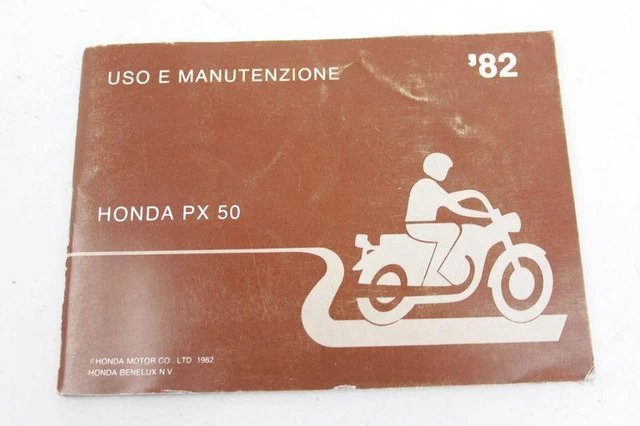 USO E MANUTENZIONE
'82
HONDA PX 50
©HONDA MOTOR CO. LTD. 1982
HONDA BENELUX N V